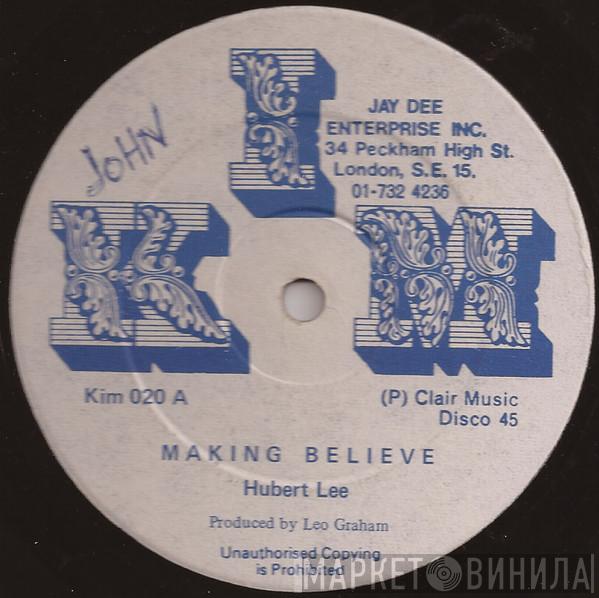 JOHN
KIM
JAY DEE
ENTERPRISE INC.
34 Peckham High St.
London, S.E. 15.
01-732 4236
Kim 020 A
(P) Clair Music
Disco 45
MAKING BELIEVE
Hubert Lee
Produced by Leo Graham
Unauthorised Copying
is Prohibited
МАРКЕТ ВИНИЛА